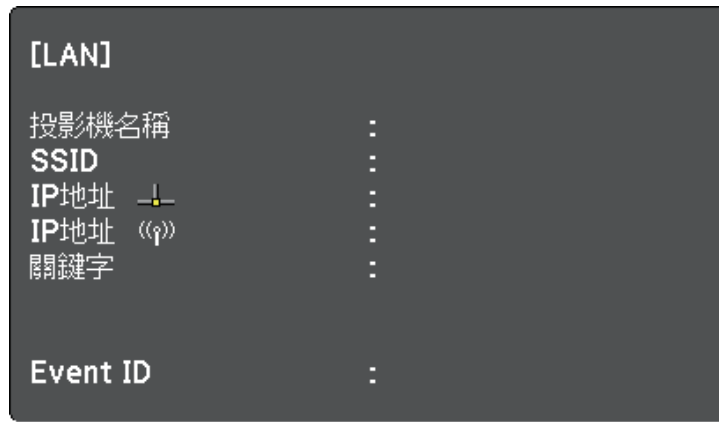 [LAN]
投影機名稱 :
SSID :
IP地址 :
IP地址 :
關鍵字 :
Event ID :